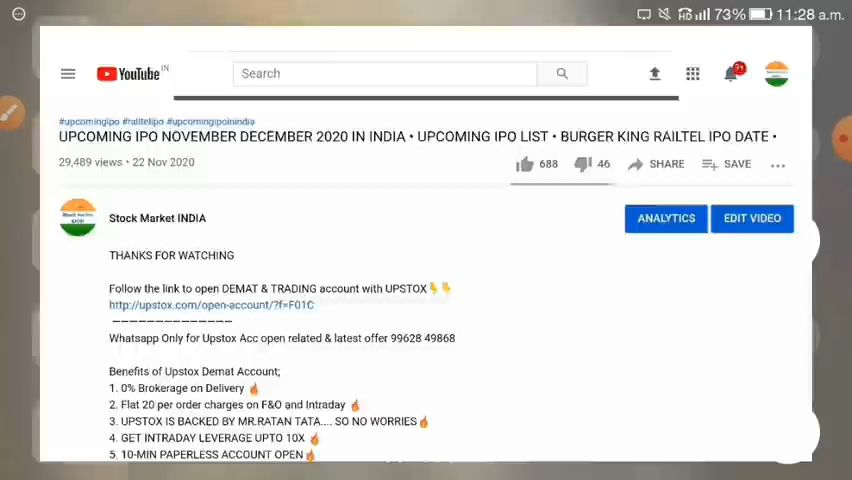 HD 73% 11:28 a.m.
YouTube IN
Search
9+
#upcomingipo #railtelipo #upcomingipoinindia
UPCOMING IPO NOVEMBER DECEMBER 2020 IN INDIA • UPCOMING IPO LIST • BURGER KING RAILTEL IPO DATE •
29,489 views • 22 Nov 2020
688 46 SHARE SAVE
Stock Market INDIA
ANALYTICS EDIT VIDEO
THANKS FOR WATCHING
Follow the link to open DEMAT & TRADING account with UPSTOX👇👇
http://upstox.com/open-account/?f=F01C
----------------------------
Whatsapp Only for Upstox Acc open related & latest offer 99628 49868
Benefits of Upstox Demat Account;
1. 0% Brokerage on Delivery 🔥
2. Flat 20 per order charges on F&O and Intraday 🔥
3. UPSTOX IS BACKED BY MR.RATAN TATA.... SO NO WORRIES🔥
4. GET INTRADAY LEVERAGE UPTO 10X 🔥
5. 10-MIN PAPERLESS ACCOUNT OPEN🔥